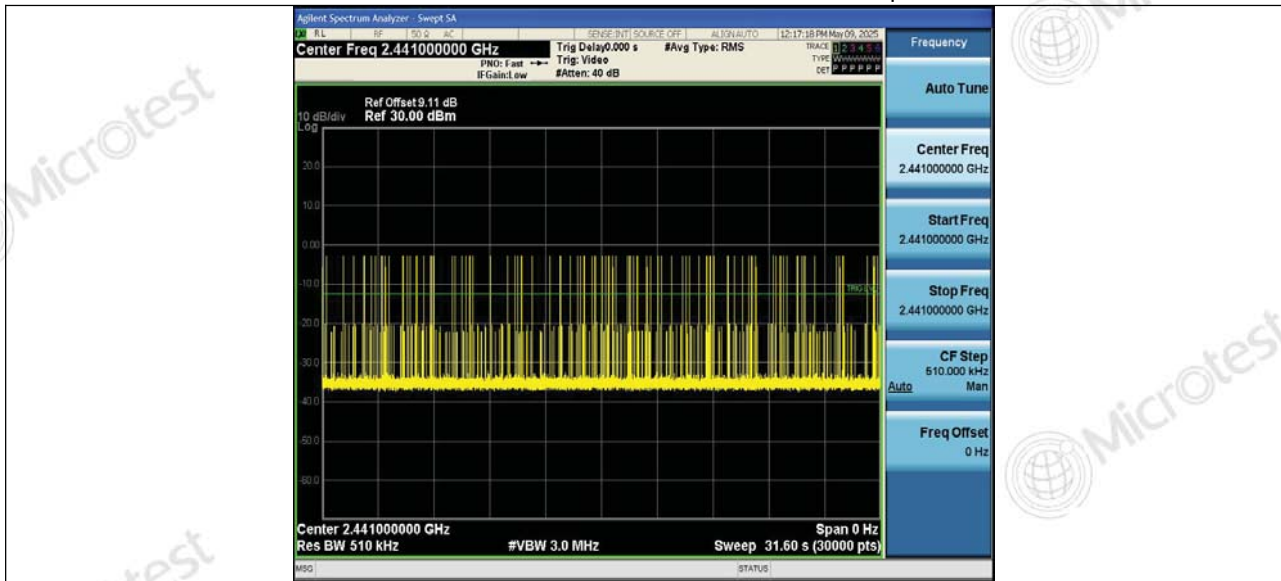 Agilent Spectrum Analyzer - Swept SA
RL RF 50 Ω AC SENSE:INT SOURCE OFF ALIGNAUTO 12:17:18 PM May 09, 2025
Center Freq 2.441000000 GHz
PNO: Fast
IFGain:Low
Trig Delay0.000 s #Avg Type: RMS
Trig: Video
#Atten: 40 dB
TRACE 1 2 3 4 5 6
TYPE WWWWWW
DET P P P P P P
Ref Offset 9.11 dB
10 dB/div Ref 30.00 dBm
Log
20.0
10.0
0.00
-10.0
TRIG LVL
-20.0
-30.0
-40.0
-50.0
-60.0
Center 2.441000000 GHz Span 0 Hz
Res BW 510 kHz #VBW 3.0 MHz Sweep 31.60 s (30000 pts)
MSG STATUS
Frequency
Auto Tune
Center Freq
2.441000000 GHz
Start Freq
2.441000000 GHz
Stop Freq
2.441000000 GHz
CF Step
510.000 kHz
Auto Man
Freq Offset
0 Hz
Microtest
Microtest